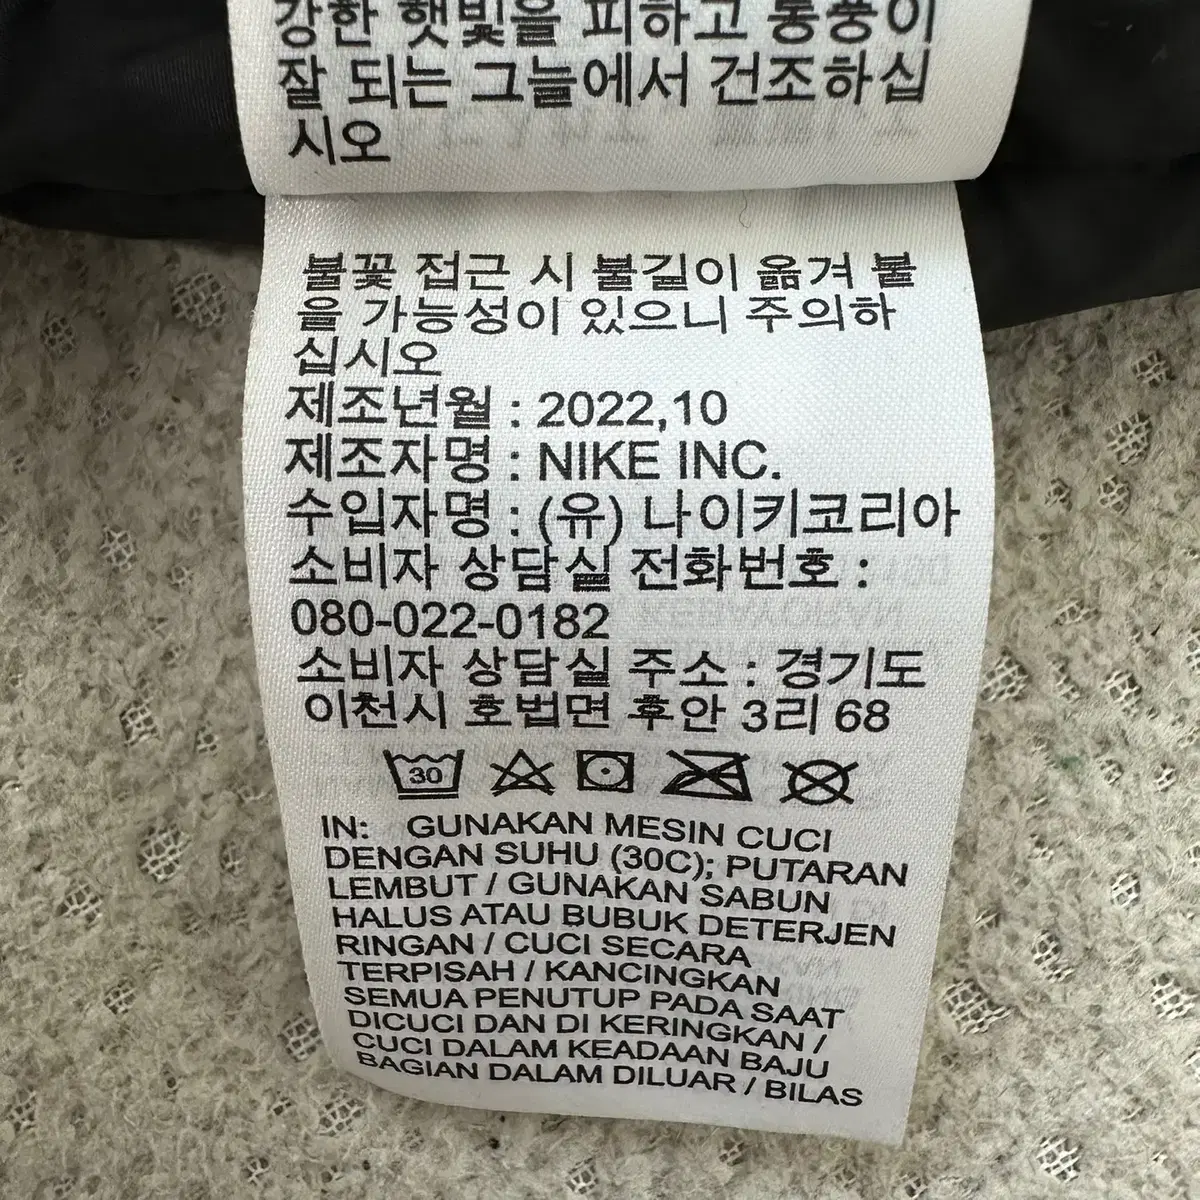 강한 햇빛을 피하고 통풍이
잘 되는 그늘에서 건조하십
시오
불꽃 접근 시 불길이 옮겨 붙
을 가능성이 있으니 주의하
십시오
제조년월 : 2022,10
제조자명 : NIKE INC.
수입자명 : (유) 나이키코리아
소비자 상담실 전화번호 :
080-022-0182
소비자 상담실 주소 : 경기도
이천시 호법면 후안 3리 68
30
IN: GUNAKAN MESIN CUCI
DENGAN SUHU (30C); PUTARAN
LEMBUT / GUNAKAN SABUN
HALUS ATAU BUBUK DETERJEN
RINGAN / CUCI SECARA
TERPISAH / KANCINGKAN
SEMUA PENUTUP PADA SAAT
DICUCI DAN DI KERINGKAN /
CUCI DALAM KEADAAN BAJU
BAGIAN DALAM DILUAR / BILAS